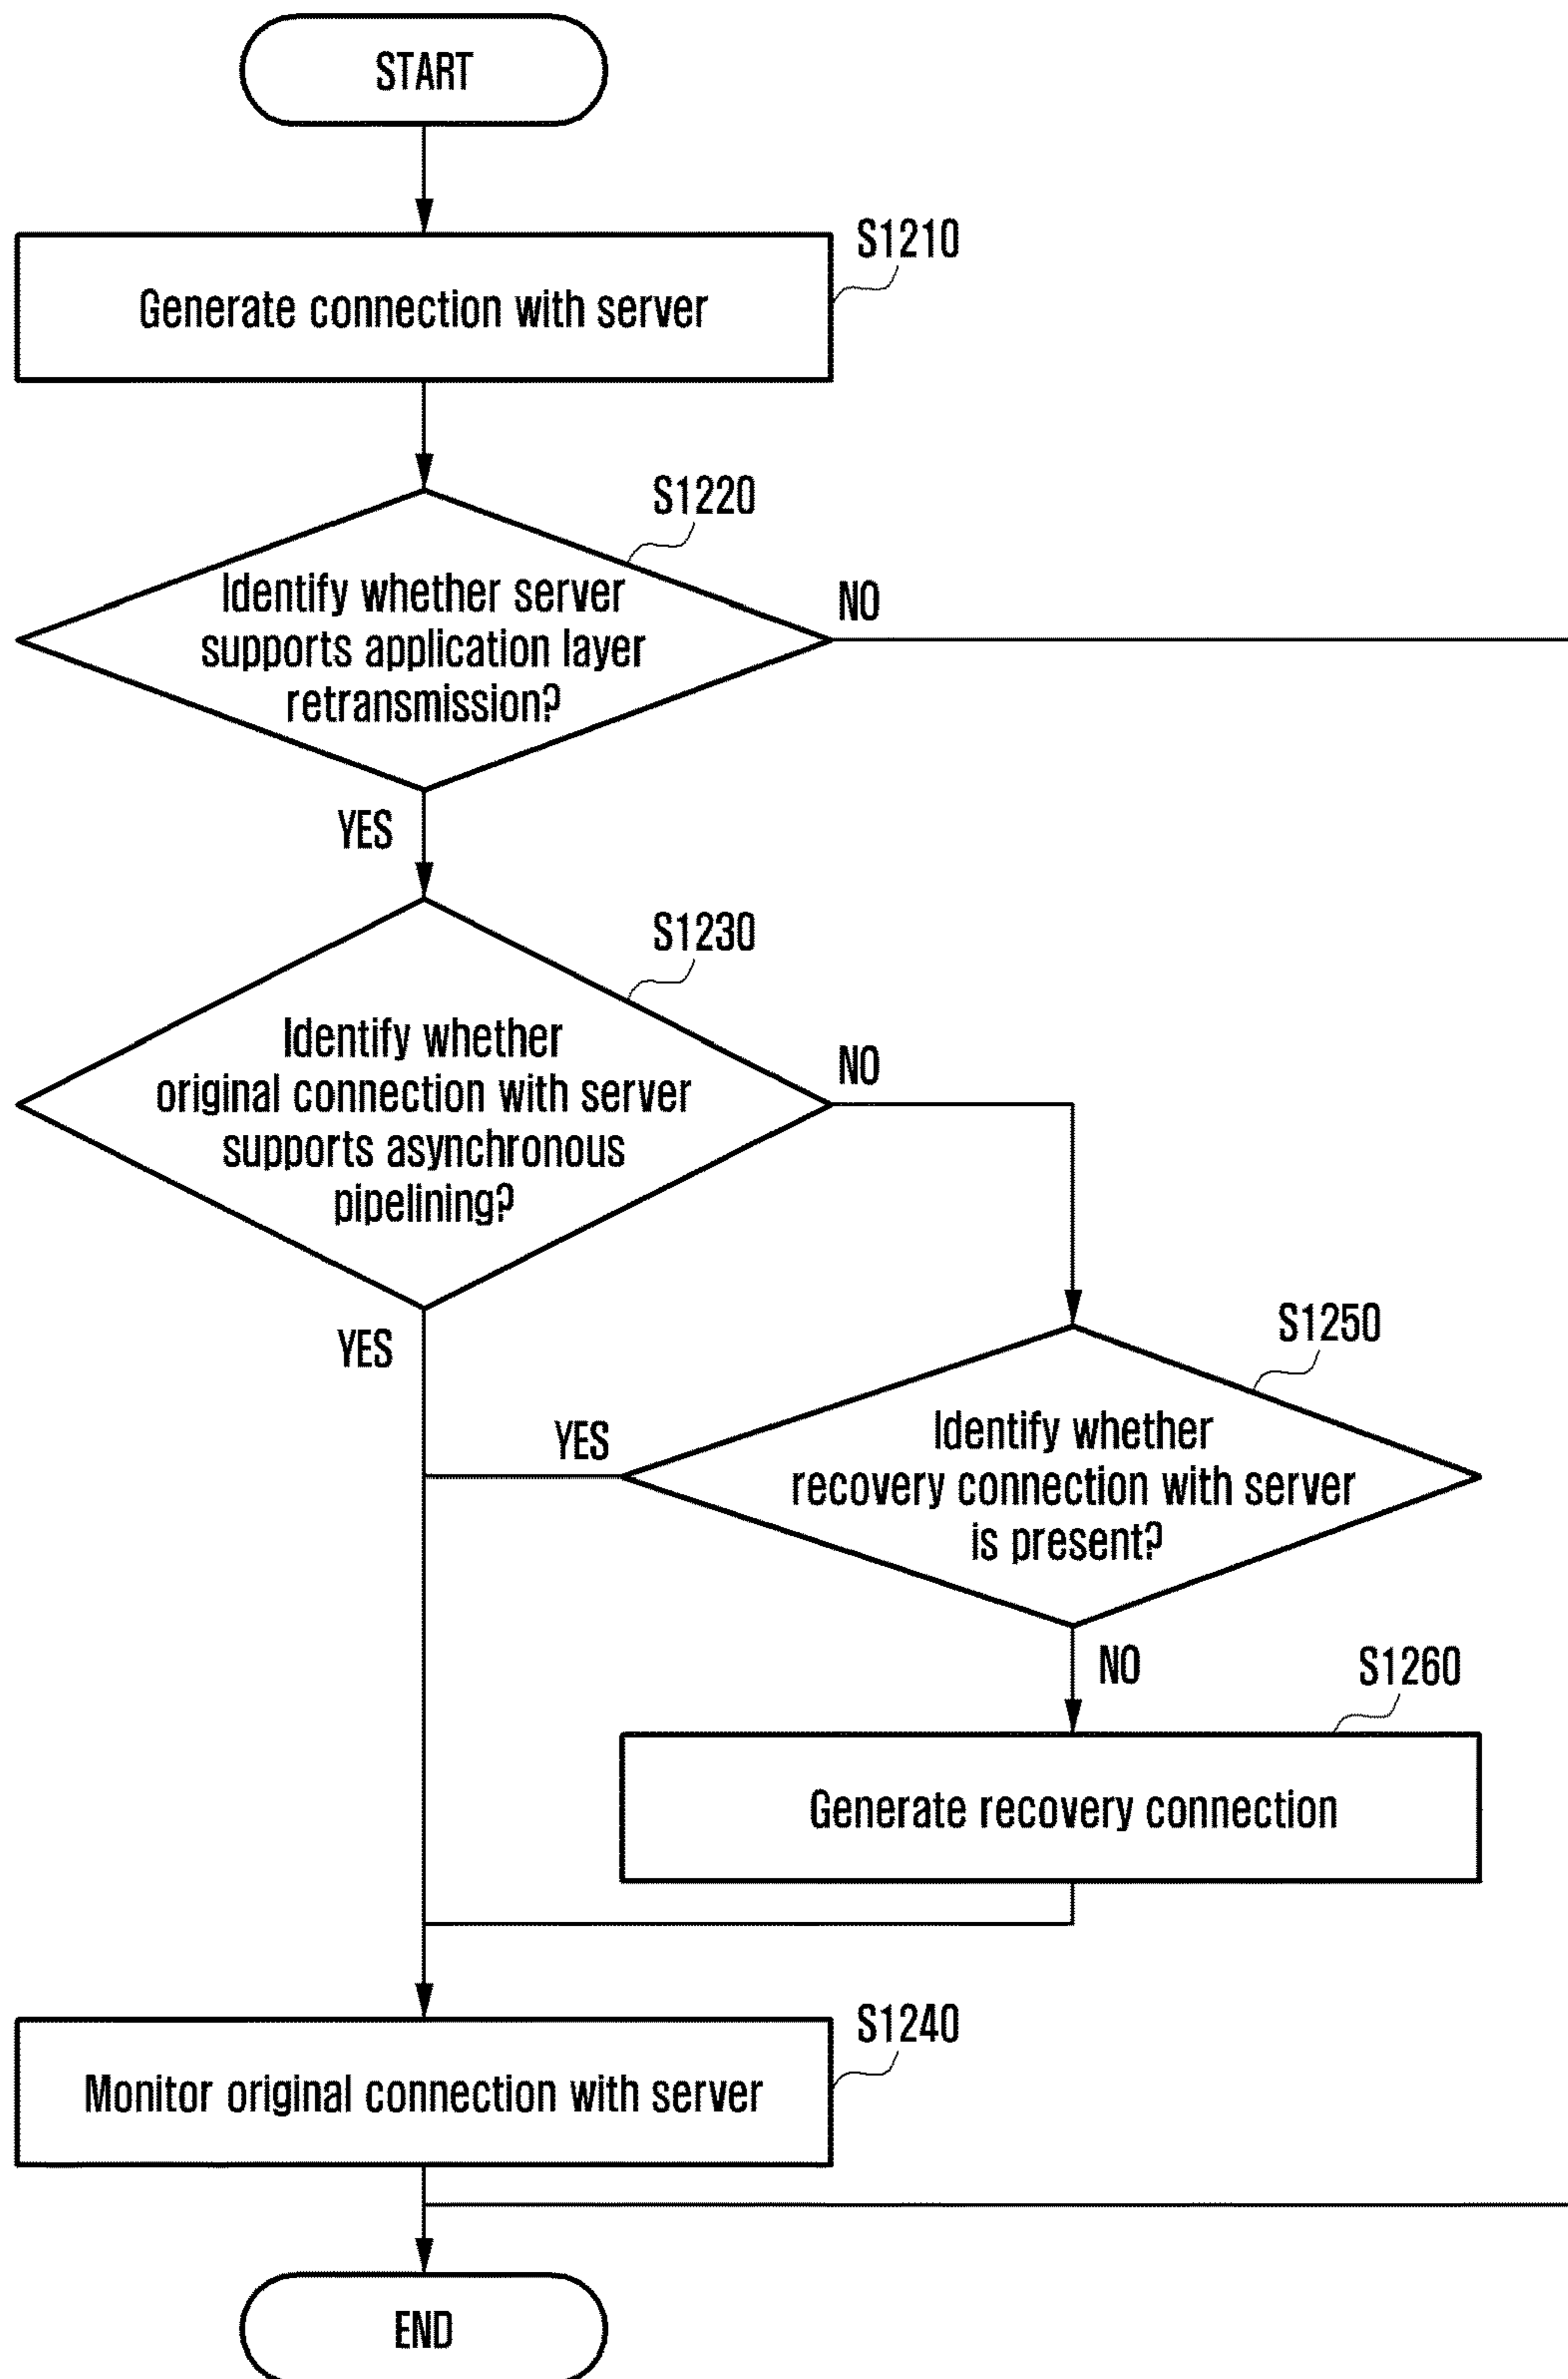 START
S1210
Generate connection with server
S1220
Identify whether server
supports application layer
retransmission?
NO
YES
S1230
Identify whether
original connection with server
supports asynchronous
pipelining?
NO
YES
S1250
Identify whether
recovery connection with server
is present?
YES
NO
S1260
Generate recovery connection
S1240
Monitor original connection with server
END